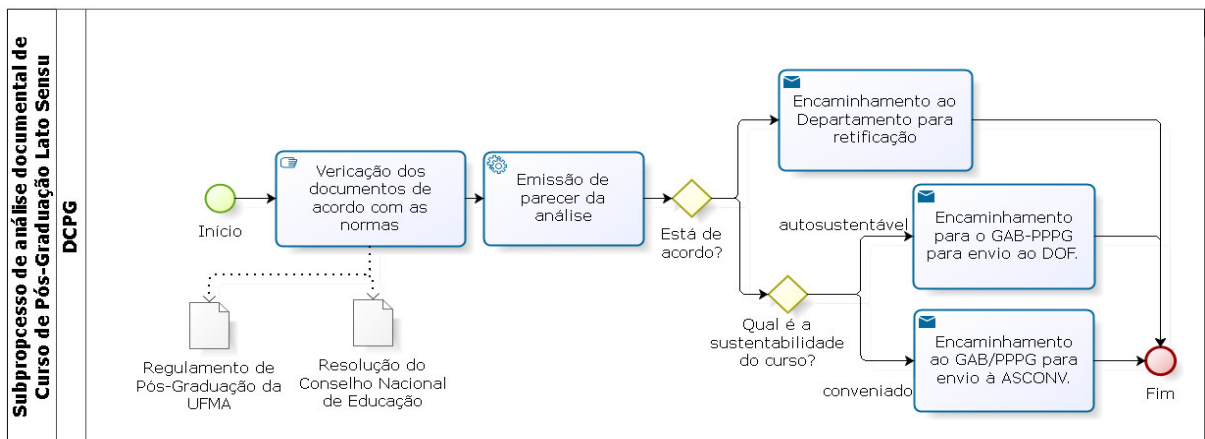 Subropcesso de análise documental de
Curso de Pós-Graduação Lato Sensu
DCPG
Início
Vericação dos
documentos de
acordo com as
normas
Regulamento de
Pós-Graduação da
UFMA
Resolução do
Conselho Nacional
de Educação
Emissão de
parecer da
análise
Está de
acordo?
Encaminhamento ao
Departamento para
retificação
Qual é a
sustentabilidade
do curso?
autosustentável
Encaminhamento
para o GAB-PPPG
para envio ao DOF.
conveniado
Encaminhamento
ao GAB/PPPG para
envio à ASCONV.
Fim